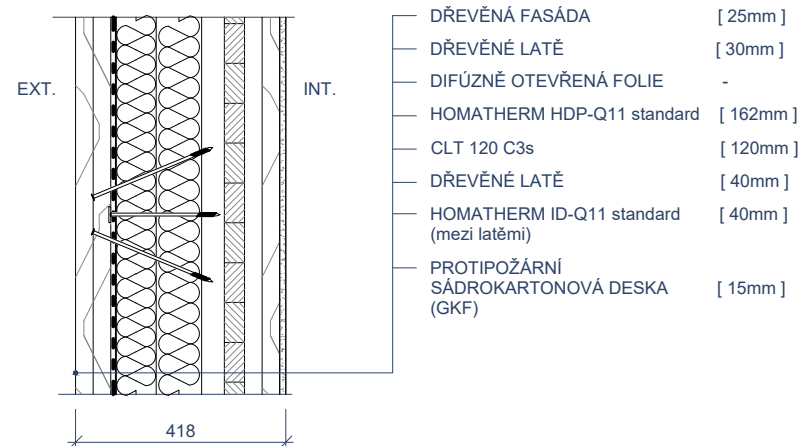 EXT.
INT.
DŘEVĚNÁ FASÁDA [ 25mm ]
DŘEVĚNÉ LATĚ [ 30mm ]
DIFÚZNĚ OTEVŘENÁ FOLIE -
HOMATHERM HDP-Q11 standard [ 162mm ]
CLT 120 C3s [ 120mm ]
DŘEVĚNÉ LATĚ [ 40mm ]
HOMATHERM ID-Q11 standard [ 40mm ]
(mezi latěmi)
PROTIPOŽÁRNÍ
SÁDROKARTONOVÁ DESKA [ 15mm ]
(GKF)
418